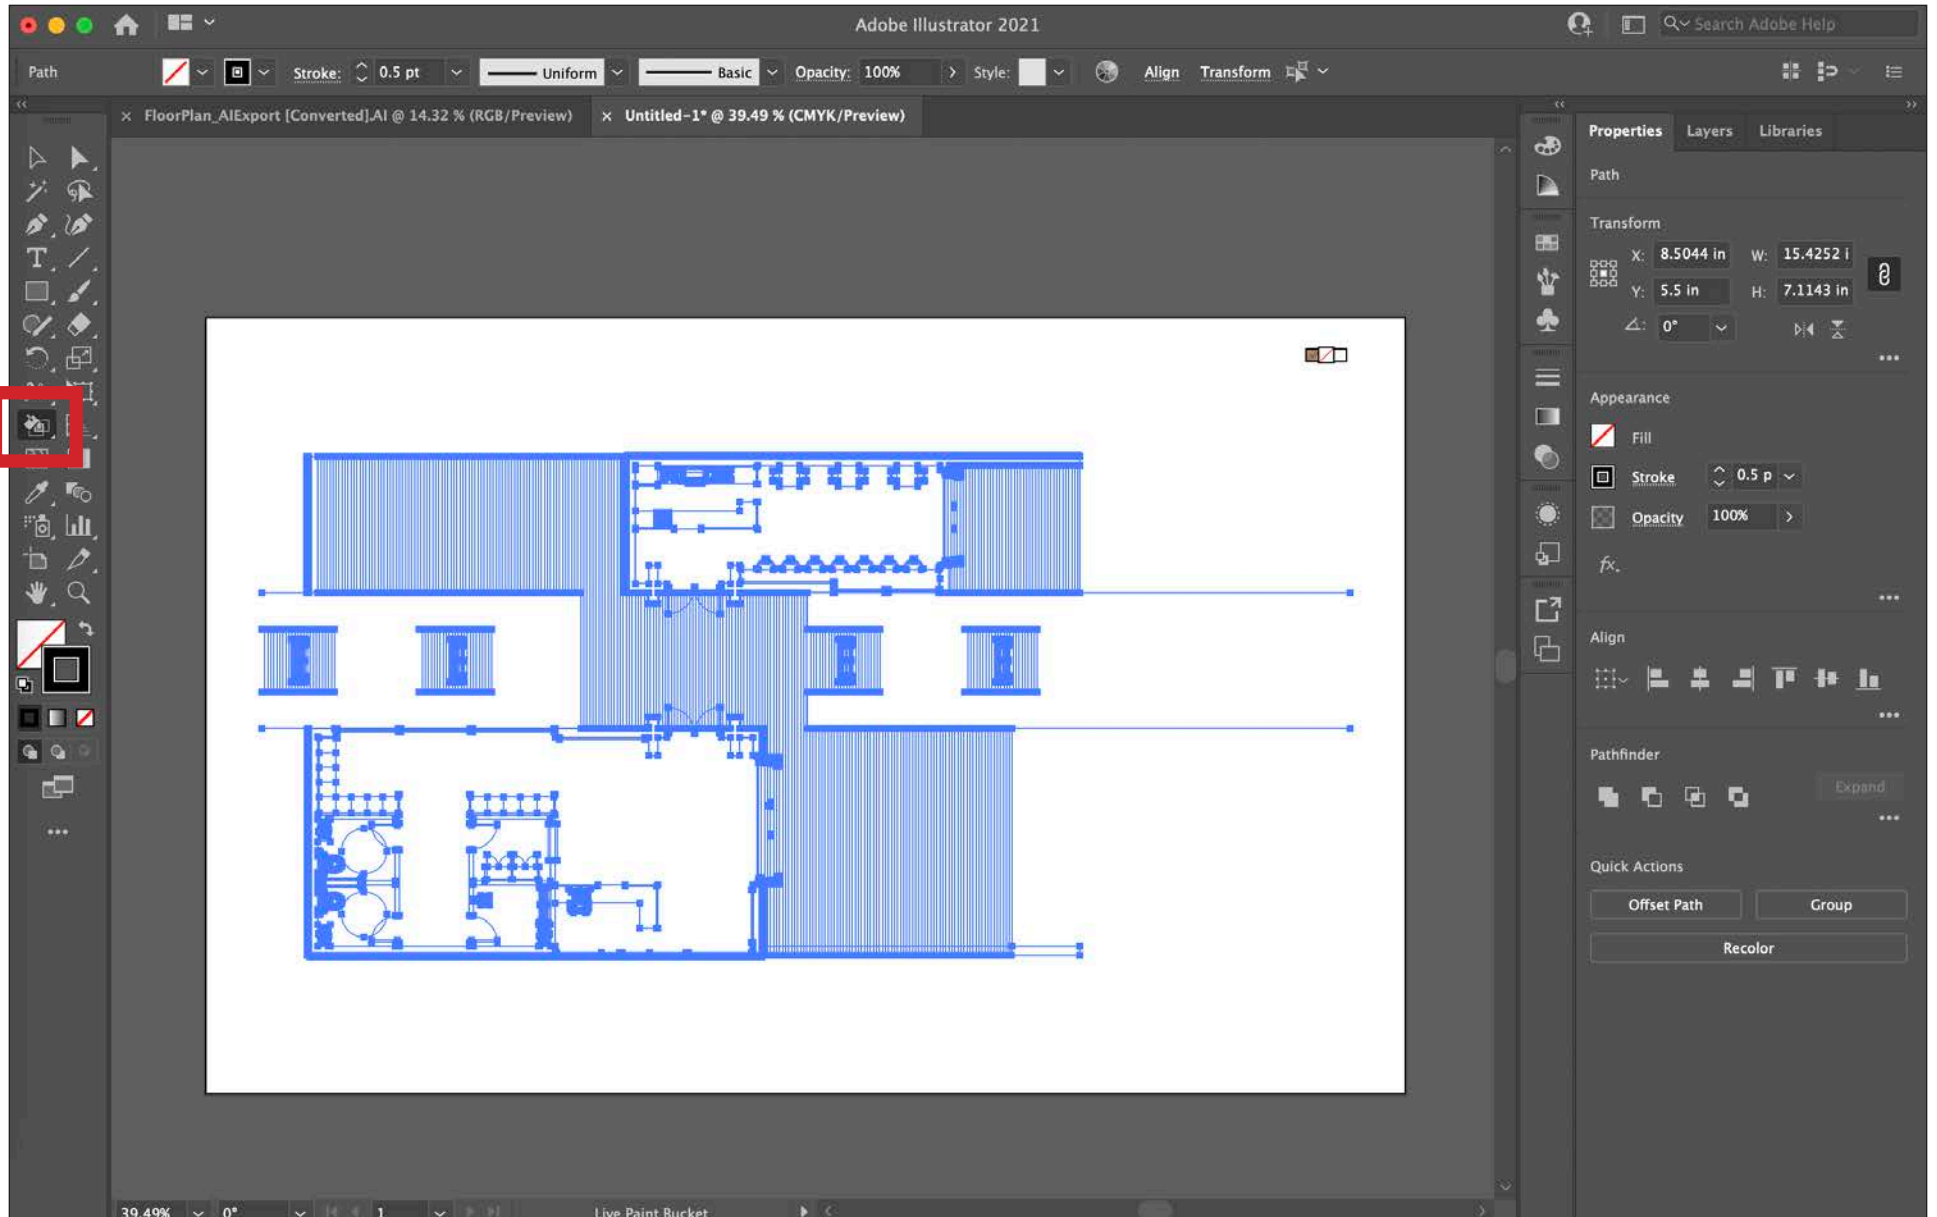 Adobe Illustrator 2021
Search Adobe Help
Path
Stroke: 0.5 pt
Uniform
Basic
Opacity: 100%
Style:
Align
Transform
× FloorPlan_AIExport [Converted].AI @ 14.32 % (RGB/Preview)
× Untitled-1* @ 39.49 % (CMYK/Preview)
Properties
Layers
Libraries
Path
Transform
X: 8.5044 in W: 15.4252 i
Y: 5.5 in H: 7.1143 in
0°
Appearance
Fill
Stroke 0.5 p
Opacity 100%
fx.
Align
Pathfinder
Expand
Quick Actions
Offset Path
Group
Recolor
39.49%
0°
1
Live Paint Bucket